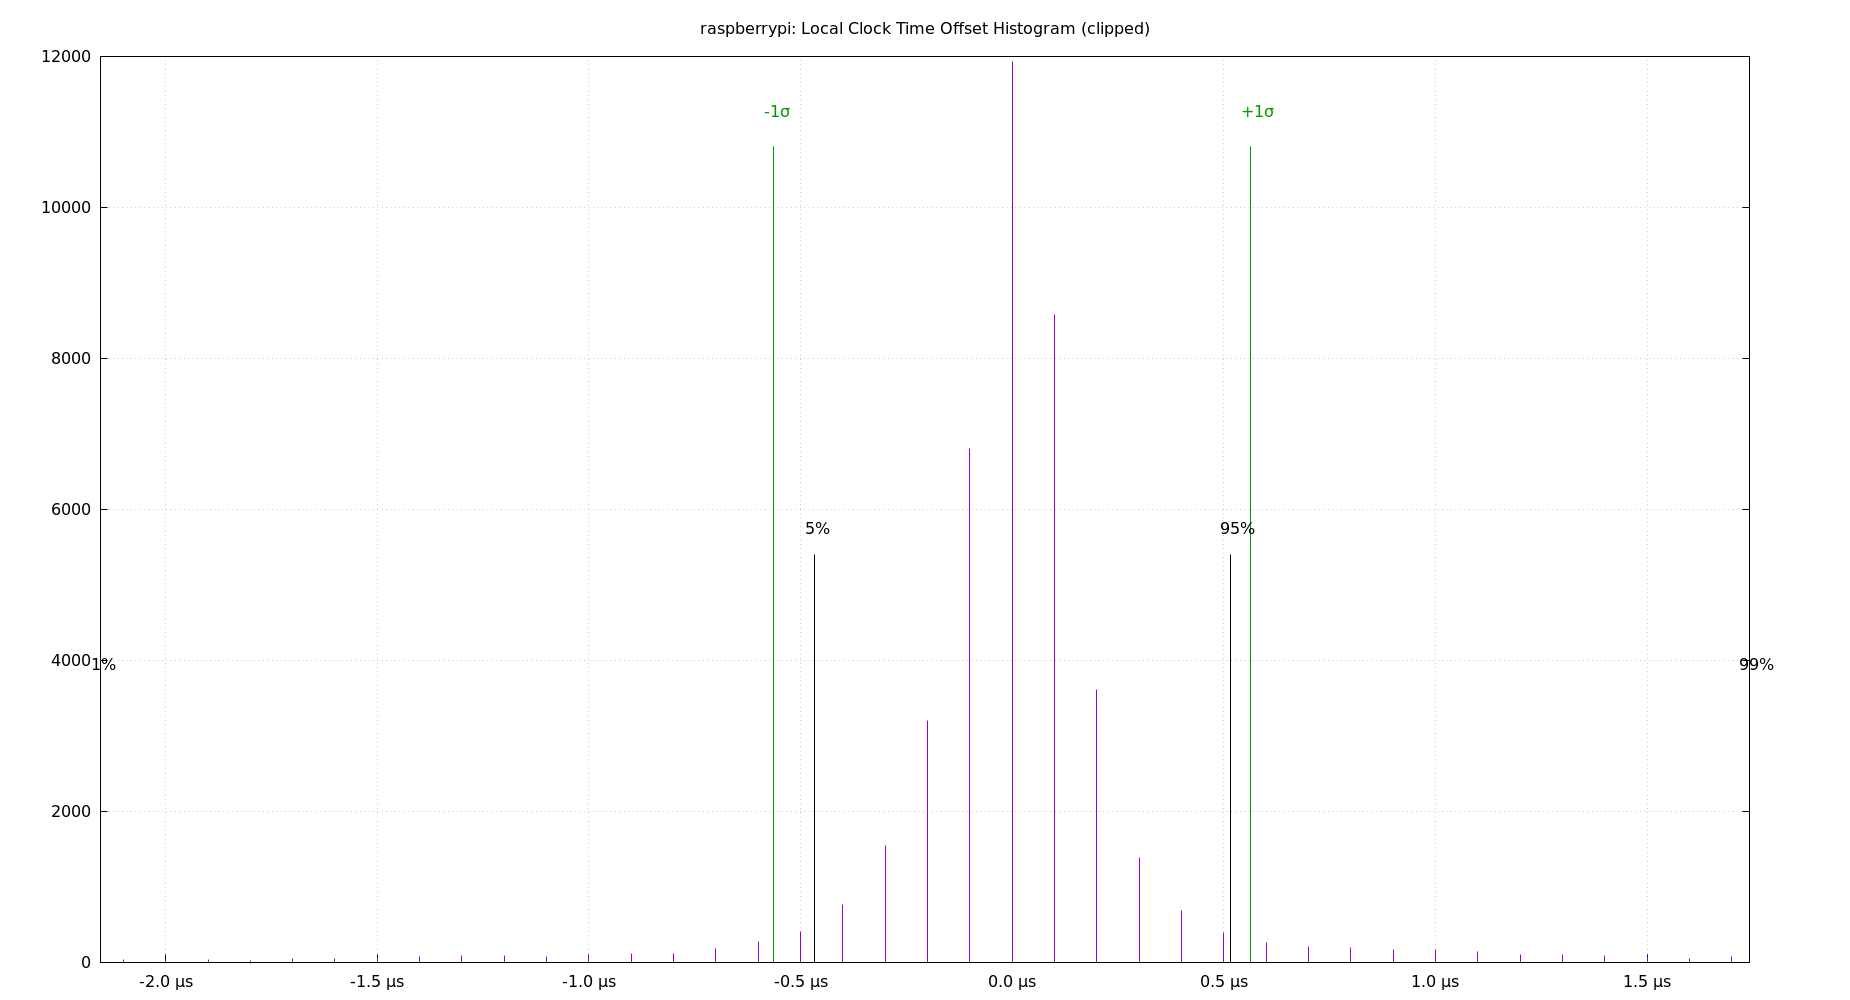 raspberrypi: Local Clock Time Offset Histogram (clipped)
12000
-1σ
+1σ
10000
8000
6000
5%
95%
4000
1%
99%
2000
0
-2.0 μs
-1.5 μs
-1.0 μs
-0.5 μs
0.0 μs
0.5 μs
1.0 μs
1.5 μs